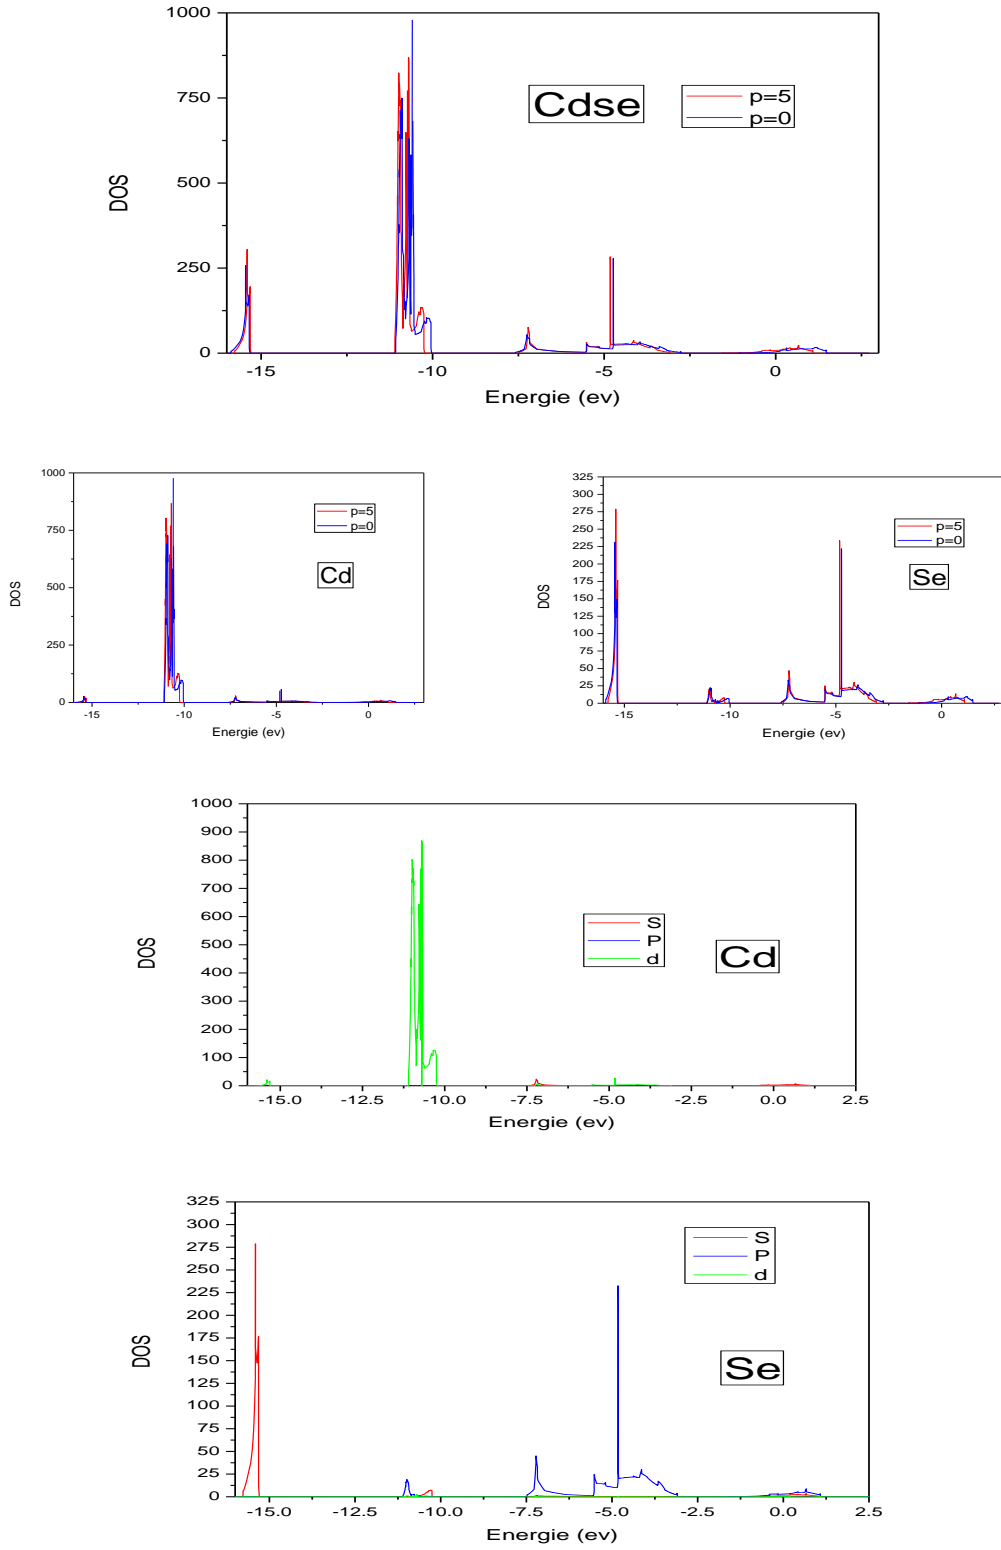 1000
750
500
250
0
DOS
Cdse
p=5
p=0
-15
-10
-5
0
Energie (ev)
1000
750
500
250
0
DOS
p=5
p=0
Cd
-15
-10
-5
0
Energie (ev)
325
300
275
250
225
200
175
150
125
100
75
50
25
0
DOS
p=5
p=0
Se
-15
-10
-5
0
Energie (ev)
1000
900
800
700
600
500
400
300
200
100
0
DOS
S
P
d
Cd
-15.0
-12.5
-10.0
-7.5
-5.0
-2.5
0.0
2.5
Energie (ev)
325
300
275
250
225
200
175
150
125
100
75
50
25
0
DOS
S
P
d
Se
-15.0
-12.5
-10.0
-7.5
-5.0
-2.5
0.0
2.5
Energie (ev)